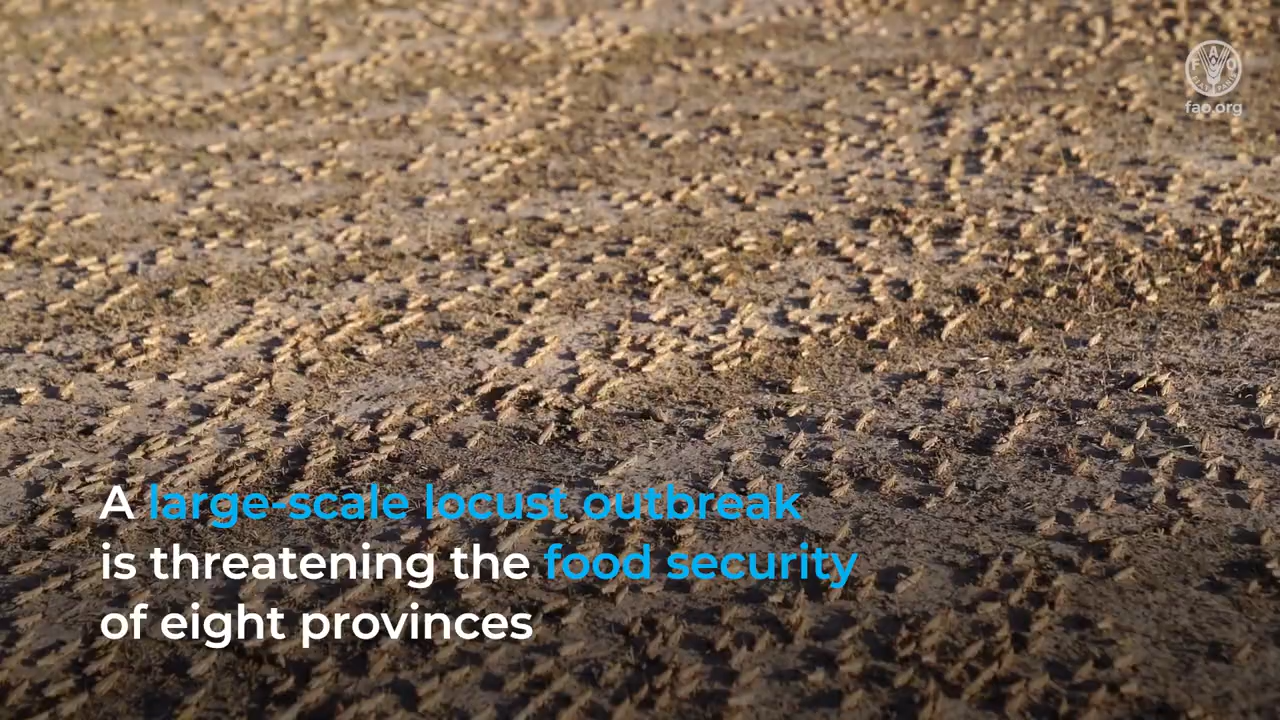 F A O
fao.org
A large-scale locust outbreak
is threatening the food security
of eight provinces